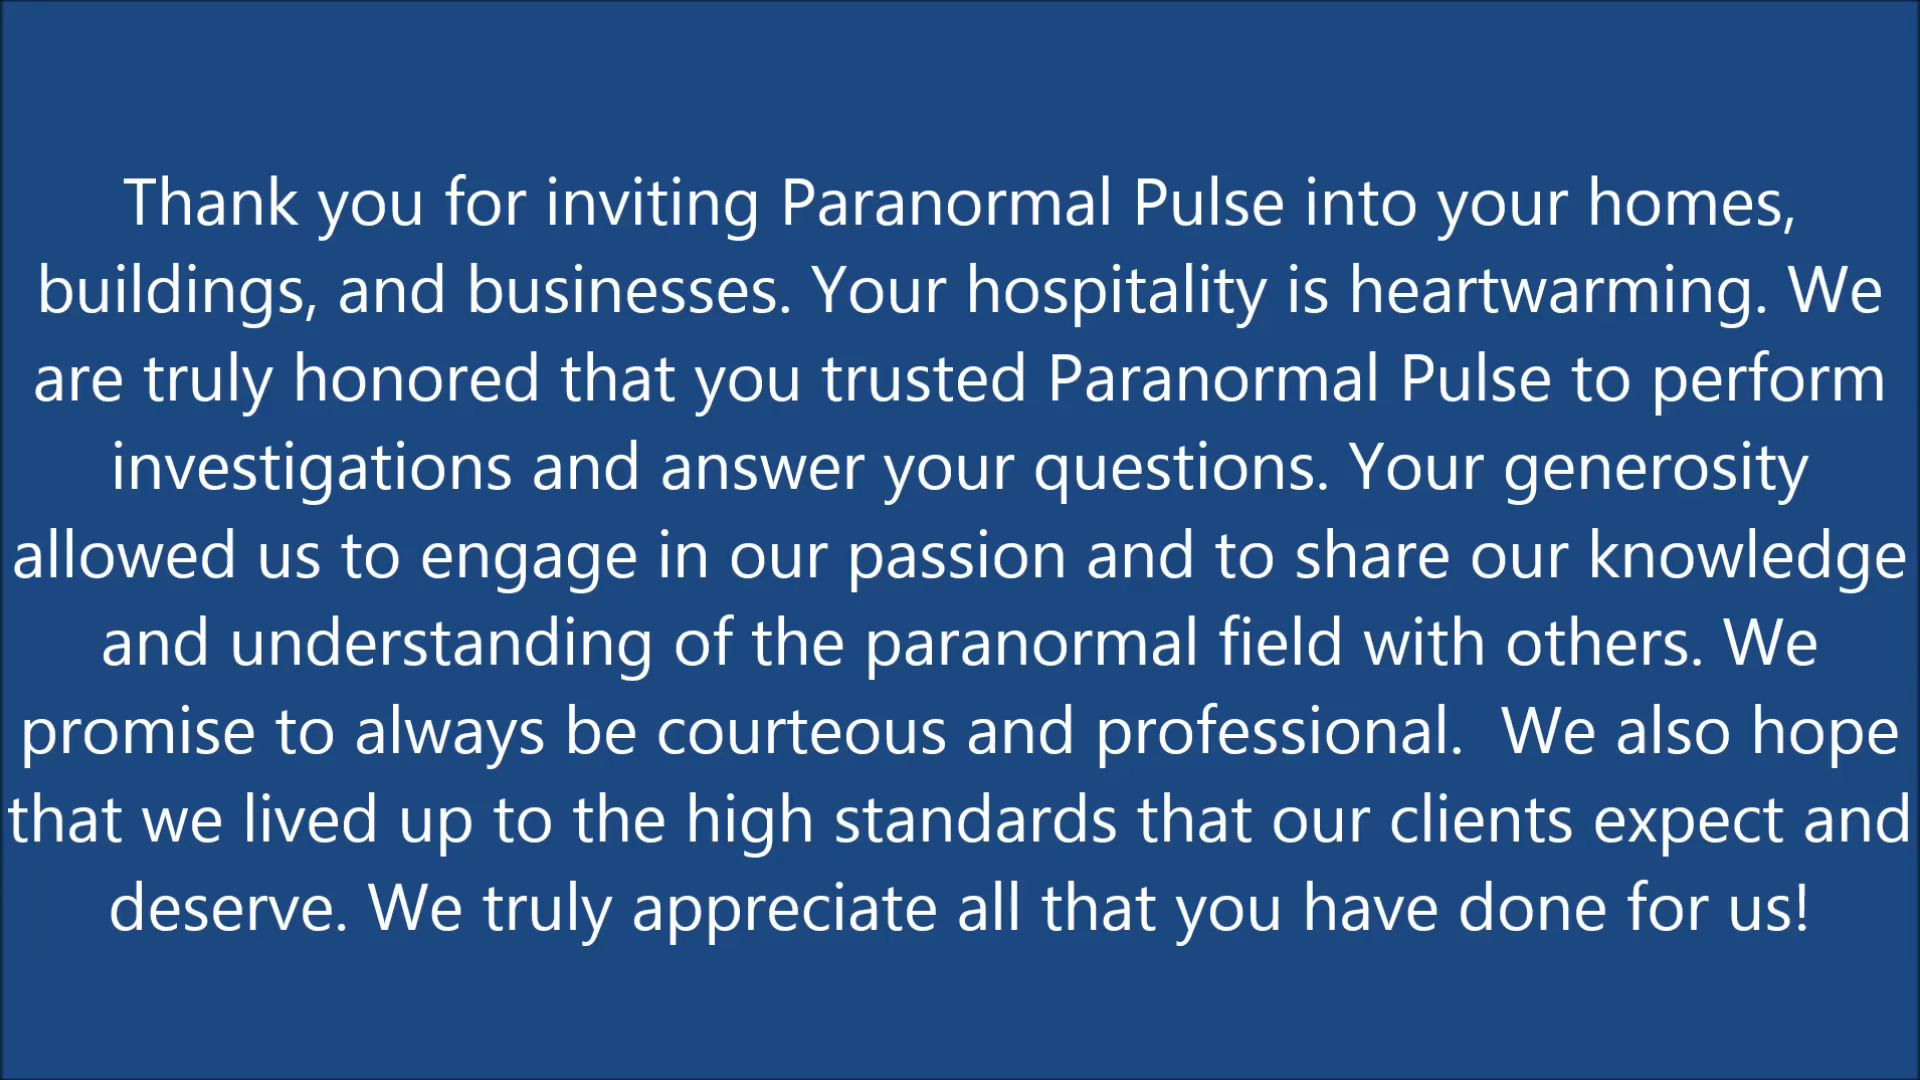 Thank you for inviting Paranormal Pulse into your homes,
buildings, and businesses. Your hospitality is heartwarming. We
are truly honored that you trusted Paranormal Pulse to perform
investigations and answer your questions. Your generosity
allowed us to engage in our passion and to share our knowledge
and understanding of the paranormal field with others. We
promise to always be courteous and professional.  We also hope
that we lived up to the high standards that our clients expect and
deserve. We truly appreciate all that you have done for us!